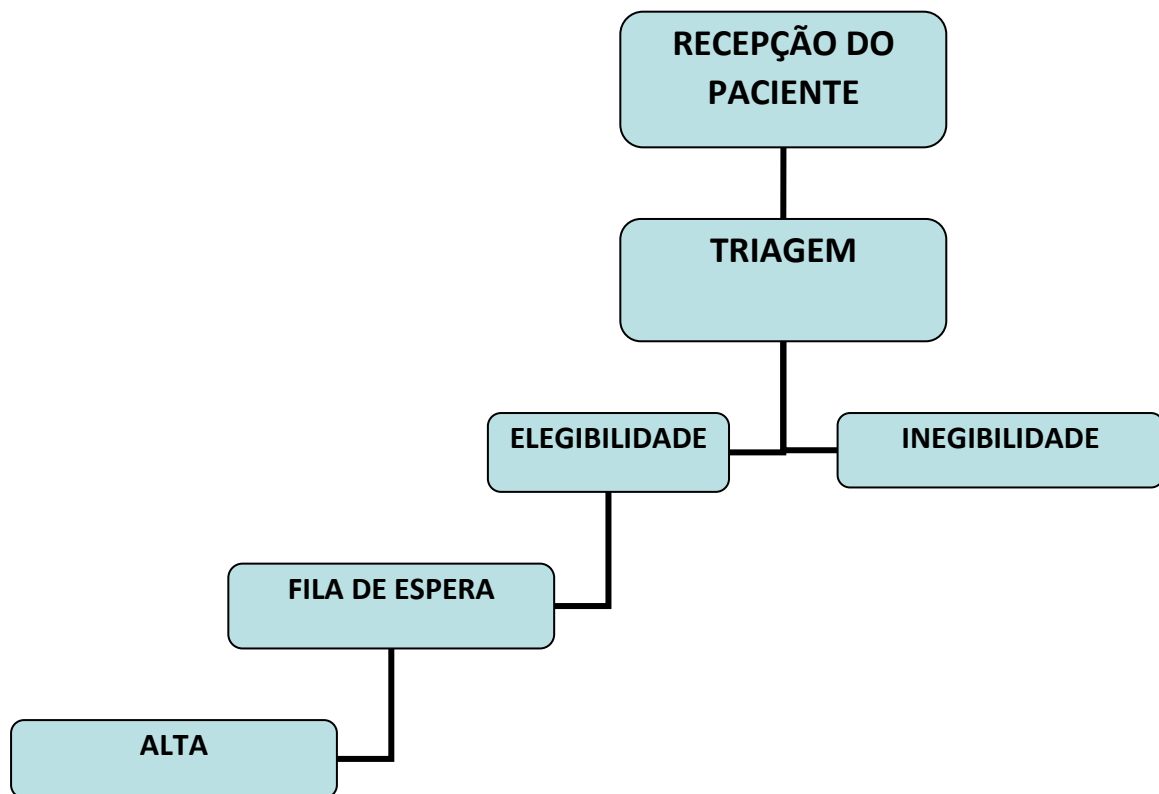 RECEPÇÃO DO
PACIENTE
TRIAGEM
ELEGIBILIDADE
INEGIBILIDADE
FILA DE ESPERA
ALTA